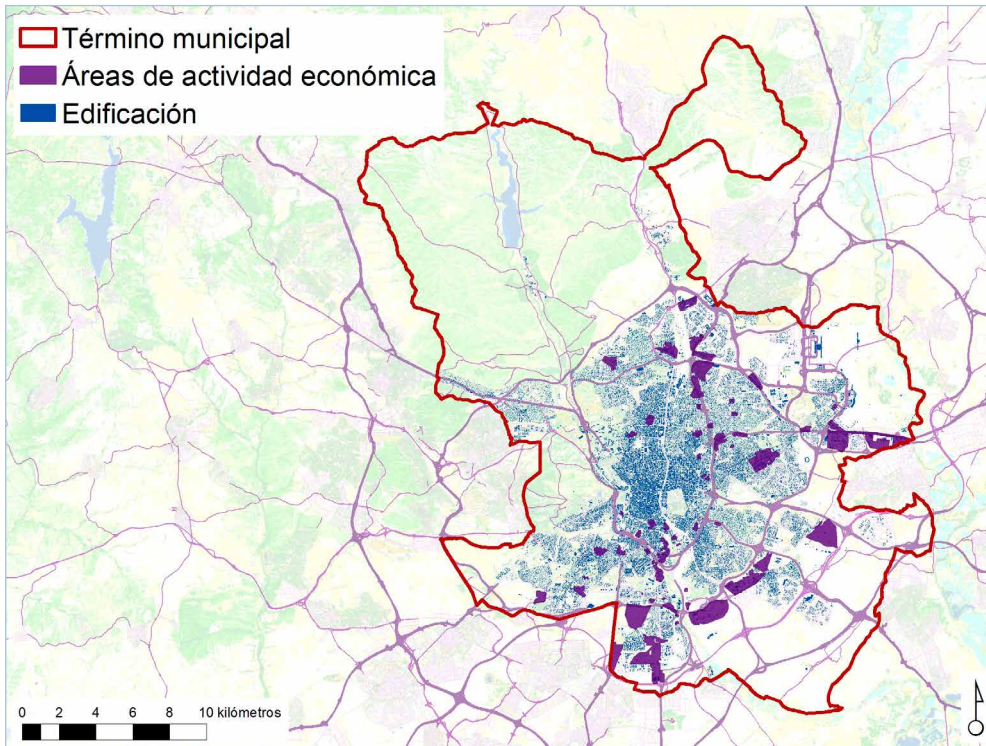 Término municipal
Áreas de actividad económica
Edificación
0 2 4 6 8 10 kilómetros